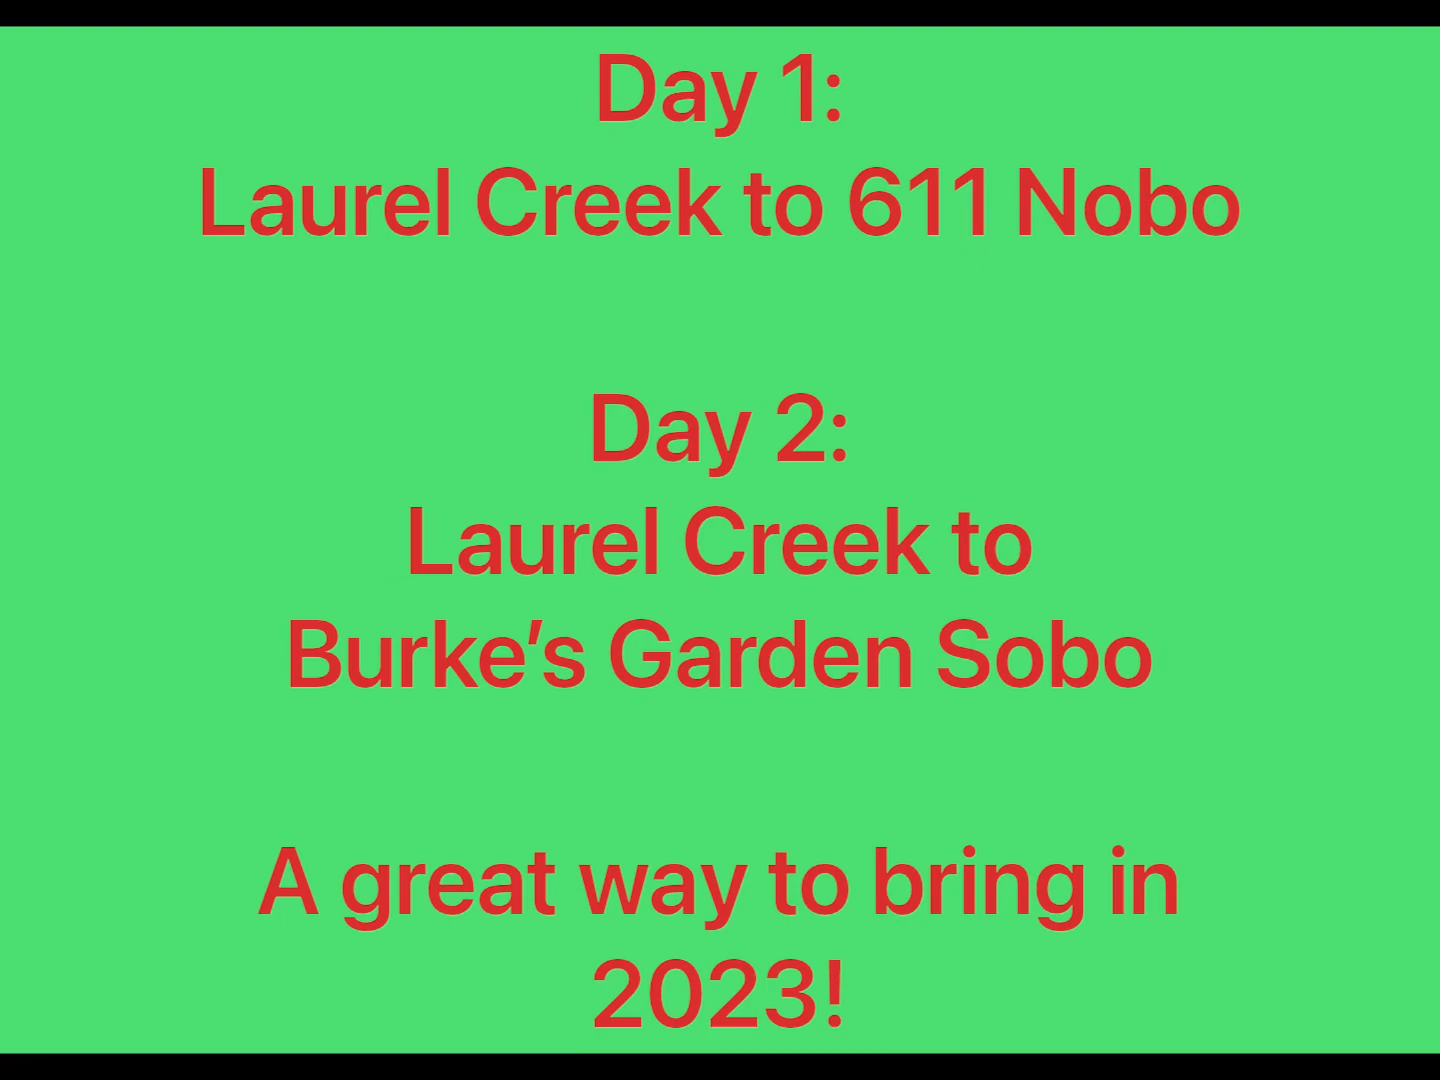 Day 1:
Laurel Creek to 611 Nobo
Day 2:
Laurel Creek to
Burke’s Garden Sobo
A great way to bring in
2023!